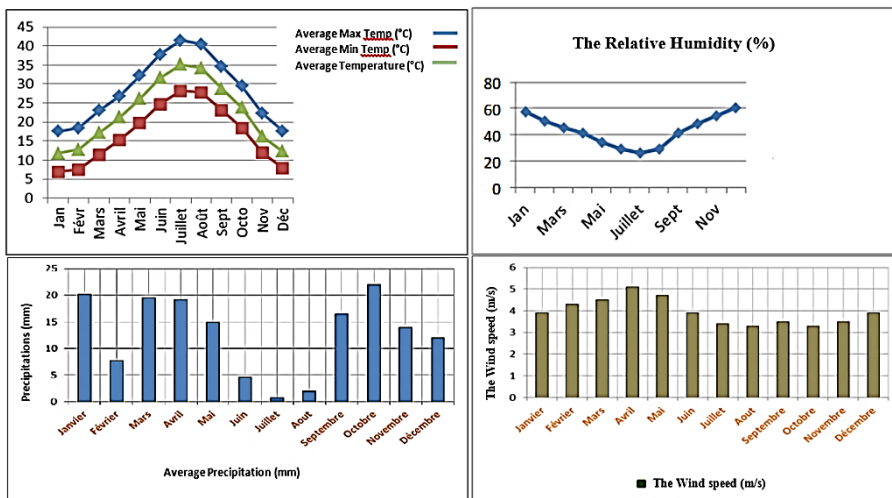 45
40
35
30
25
20
15
10
5
0
Average Max Temp (°C)
Average Min Temp (°C)
Average Temperature (°C)
Jan
Févr
Mars
Avril
Mai
Juin
Juillet
Août
Sept
Octo
Nov
Déc
The Relative Humidity (%)
80
60
40
20
0
Jan
Mars
Mai
Juillet
Sept
Nov
Precipitations (mm)
25
20
15
10
5
0
Janvier
Février
Mars
Avril
Mai
Juin
Juillet
Aout
Septembre
Octobre
Novembre
Décembre
Average Precipitation (mm)
The Wind speed (m/s)
6
5
4
3
2
1
0
Janvier
Février
Mars
Avril
Mai
Juin
Juillet
Aout
Septembre
Octobre
Novembre
Décembre
The Wind speed (m/s)